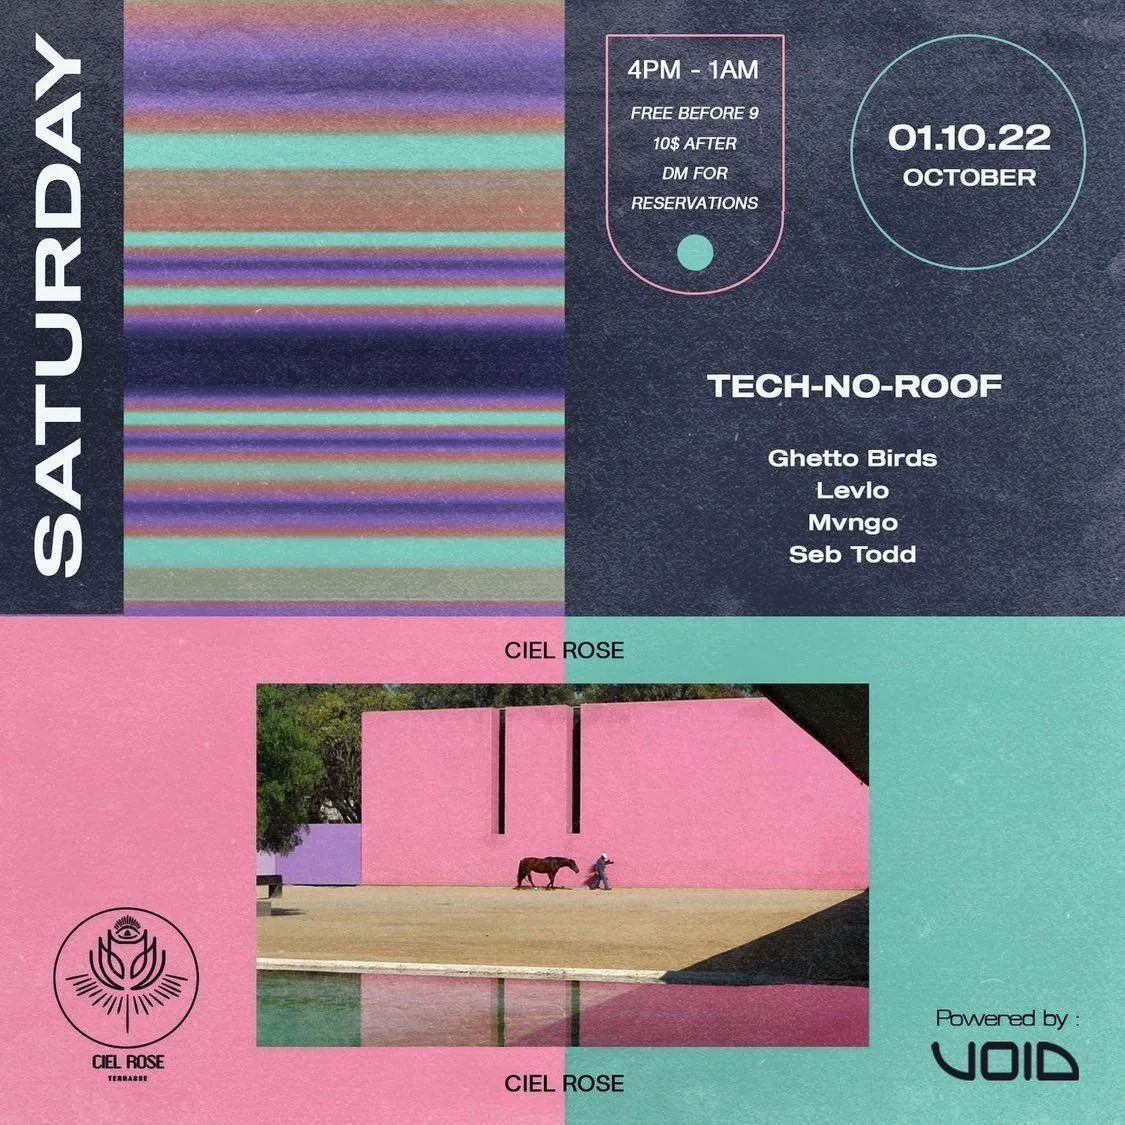 SATURDAY
4PM - 1AM
FREE BEFORE 9
10$ AFTER
DM FOR
RESERVATIONS
01.10.22
OCTOBER
TECH-NO-ROOF
Ghetto Birds
Levlo
Mvngo
Seb Todd
CIEL ROSE
CIEL ROSE
TERRASSE
CIEL ROSE
Powered by :
VOID